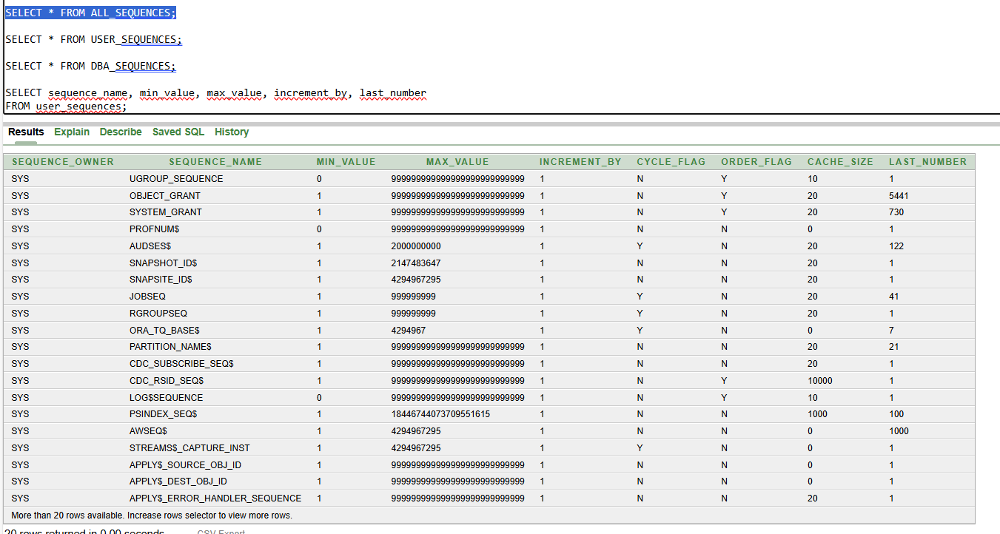 SELECT * FROM ALL_SEQUENCES;
SELECT * FROM USER_SEQUENCES;
SELECT * FROM DBA_SEQUENCES;
SELECT sequence_name, min_value, max_value, increment_by, last_number
FROM user_sequences;
Results Explain Describe Saved SQL History
SEQUENCE_OWNER SEQUENCE_NAME MIN_VALUE MAX_VALUE INCREMENT_BY CYCLE_FLAG ORDER_FLAG CACHE_SIZE LAST_NUMBER
SYS UGROUP_SEQUENCE 0 9999999999999999999999999999 1 N Y 10 1
SYS OBJECT_GRANT 1 9999999999999999999999999999 1 N Y 20 5441
SYS SYSTEM_GRANT 1 9999999999999999999999999999 1 N Y 20 730
SYS PROFNUM$ 0 9999999999999999999999999999 1 N N 0 1
SYS AUDSES$ 1 2000000000 1 Y N 20 122
SYS SNAPSHOT_ID$ 1 2147483647 1 N N 20 1
SYS SNAPSITE_ID$ 1 4294967295 1 N N 20 1
SYS JOBSEQ 1 999999999 1 Y N 20 41
SYS RGROUPSEQ 1 999999999 1 Y N 20 1
SYS ORA_TQ_BASE$ 1 4294967 1 Y N 0 7
SYS PARTITION_NAME$ 1 9999999999999999999999999999 1 N N 20 21
SYS CDC_SUBSCRIBE_SEQ$ 1 9999999999999999999999999999 1 N N 20 1
SYS CDC_RSID_SEQ$ 1 9999999999999999999999999999 1 N Y 10000 1
SYS LOG$SEQUENCE 0 9999999999999999999999999999 1 N Y 10 1
SYS PSINDEX_SEQ$ 1 18446744073709551615 1 N N 1000 100
SYS AWSEQ$ 1 4294967295 1 N N 0 1000
SYS STREAMS$_CAPTURE_INST 1 4294967295 1 Y N 0 1
SYS APPLY$_SOURCE_OBJ_ID 1 9999999999999999999999999999 1 N N 0 1
SYS APPLY$_DEST_OBJ_ID 1 9999999999999999999999999999 1 N N 0 1
SYS APPLY$_ERROR_HANDLER_SEQUENCE 1 9999999999999999999999999999 1 N N 20 1
More than 20 rows available. Increase rows selector to view more rows.
20 rows returned in 0.00 seconds CSV Export